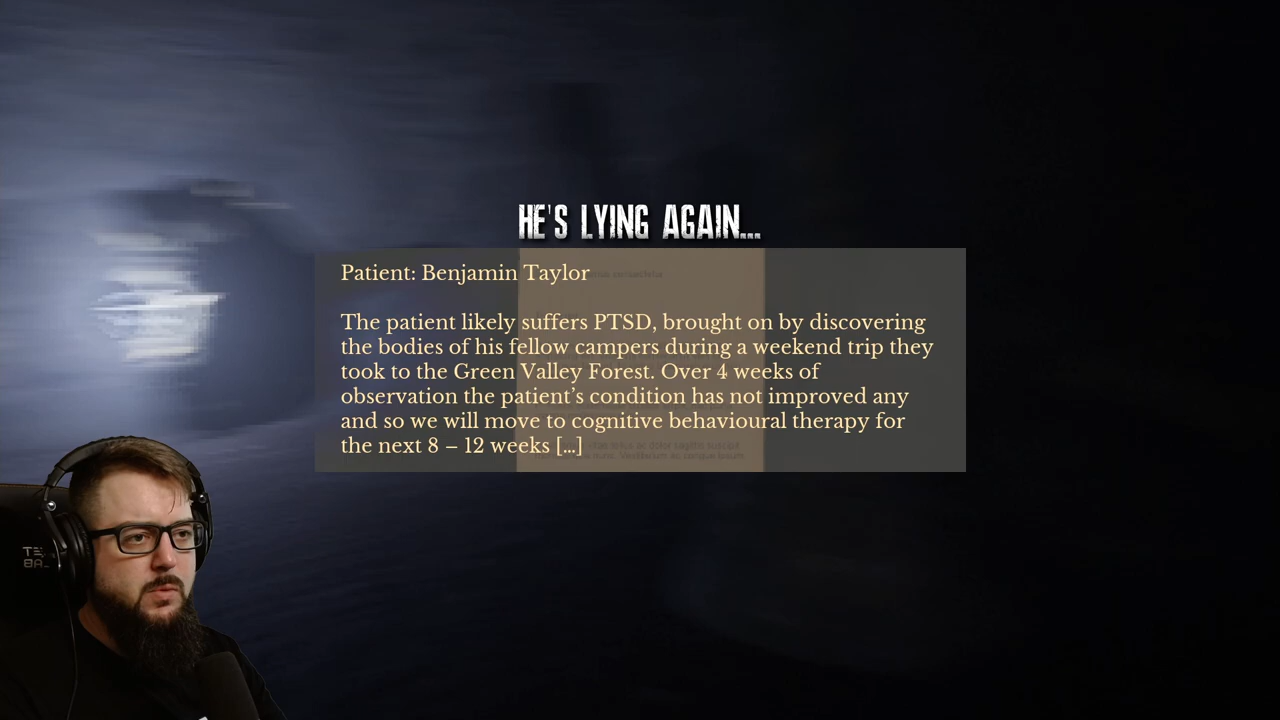 HE'S LYING AGAIN...
Patient: Benjamin Taylor
The patient likely suffers PTSD, brought on by discovering
the bodies of his fellow campers during a weekend trip they
took to the Green Valley Forest. Over 4 weeks of
observation the patient’s condition has not improved any
and so we will move to cognitive behavioural therapy for
the next 8 – 12 weeks [...]